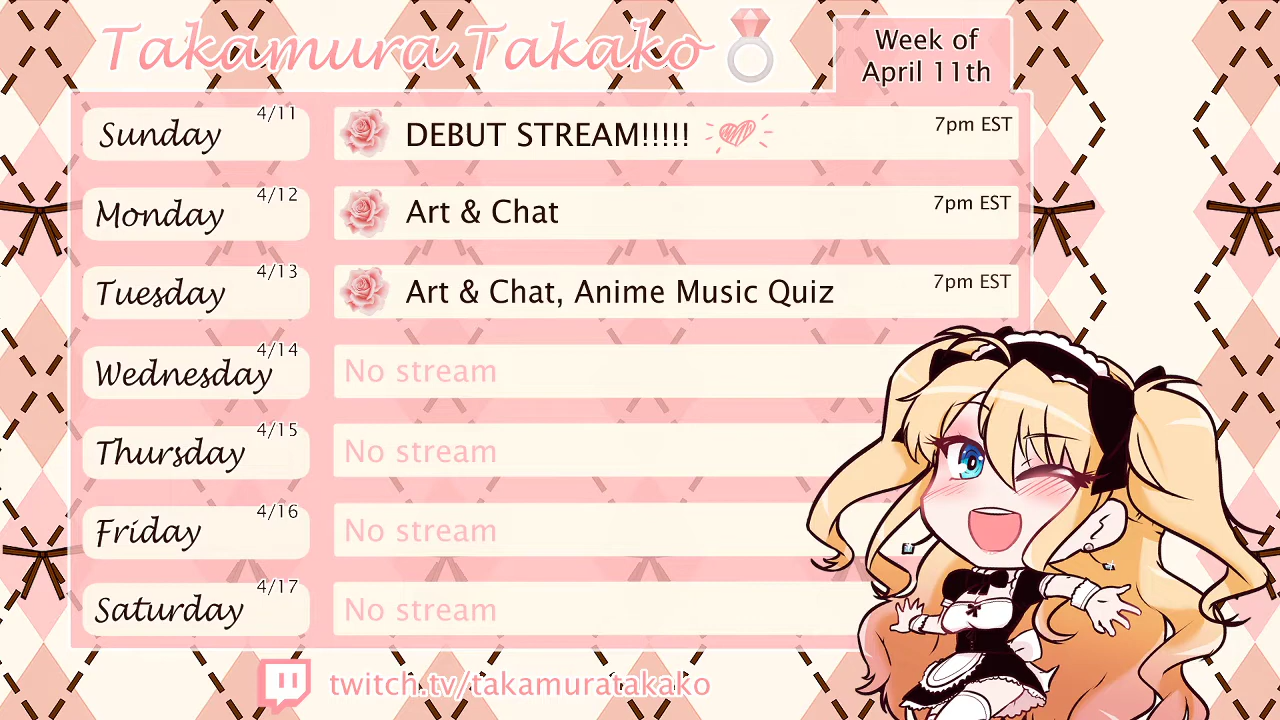 Takamura Takako
Week of
April 11th
Sunday
4/11
DEBUT STREAM!!!!!
7pm EST
Monday
4/12
Art & Chat
7pm EST
Tuesday
4/13
Art & Chat, Anime Music Quiz
7pm EST
Wednesday
4/14
No stream
Thursday
4/15
No stream
Friday
4/16
No stream
Saturday
4/17
No stream
twitch.tv/takamuratakako